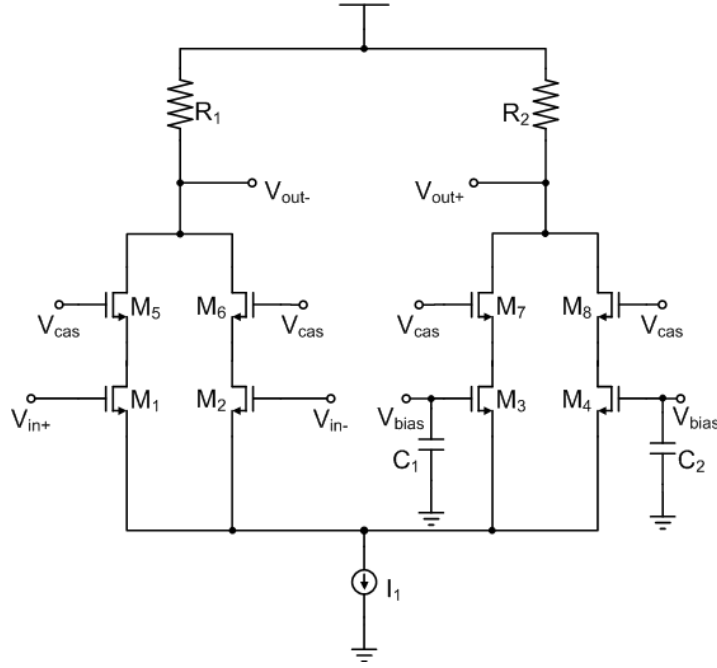 R1
R2
Vout-
Vout+
M5
M6
M7
M8
Vcas
Vcas
Vcas
Vcas
M1
M2
M3
M4
Vin+
Vin-
Vbias
Vbias
C1
C2
I1